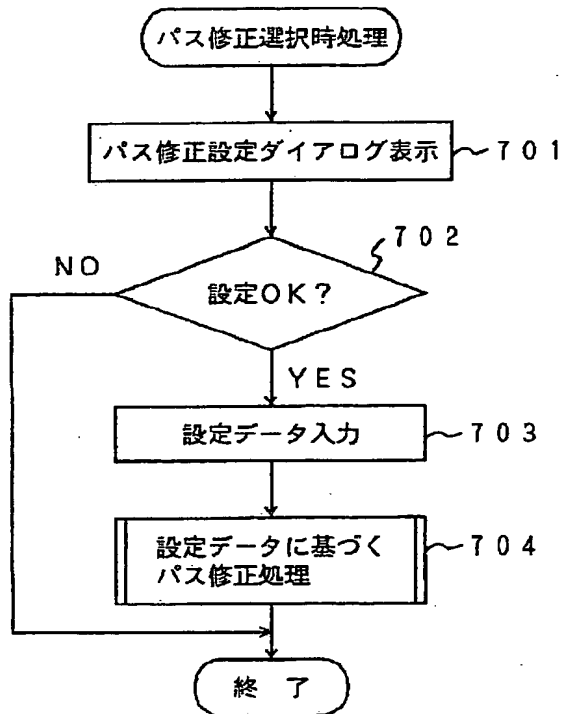 パス修正選択時処理
パス修正設定ダイアログ表示
701
702
NO
設定OK?
YES
設定データ入力
703
設定データに基づく
パス修正処理
704
終 了